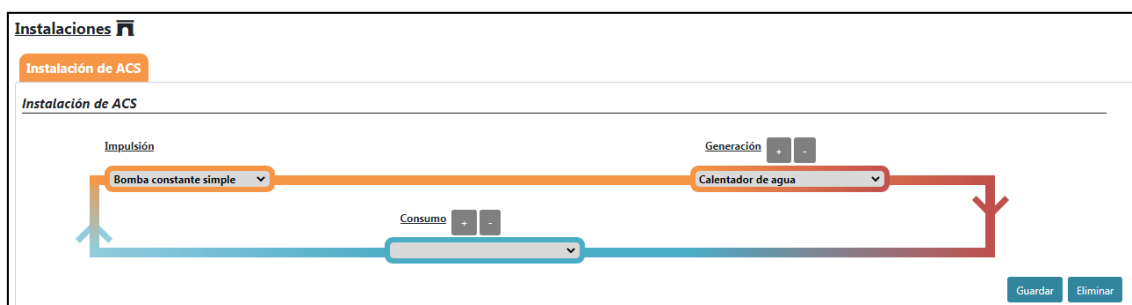 Instalaciones
Instalación de ACS
Instalación de ACS
Impulsión
Generación + -
Bomba constante simple
Calentador de agua
Consumo + -
Guardar Eliminar